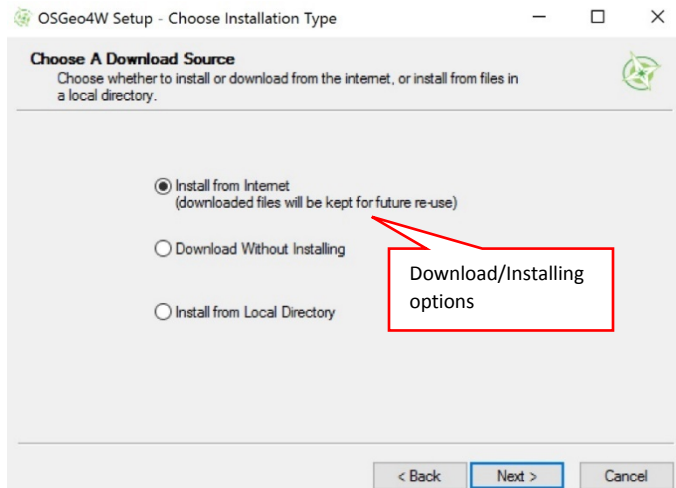 OSGeo4W Setup - Choose Installation Type
Choose A Download Source
Choose whether to install or download from the internet, or install from files in
a local directory.
Install from Internet
(downloaded files will be kept for future re-use)
Download Without Installing
Download/Installing
options
Install from Local Directory
< Back
Next >
Cancel